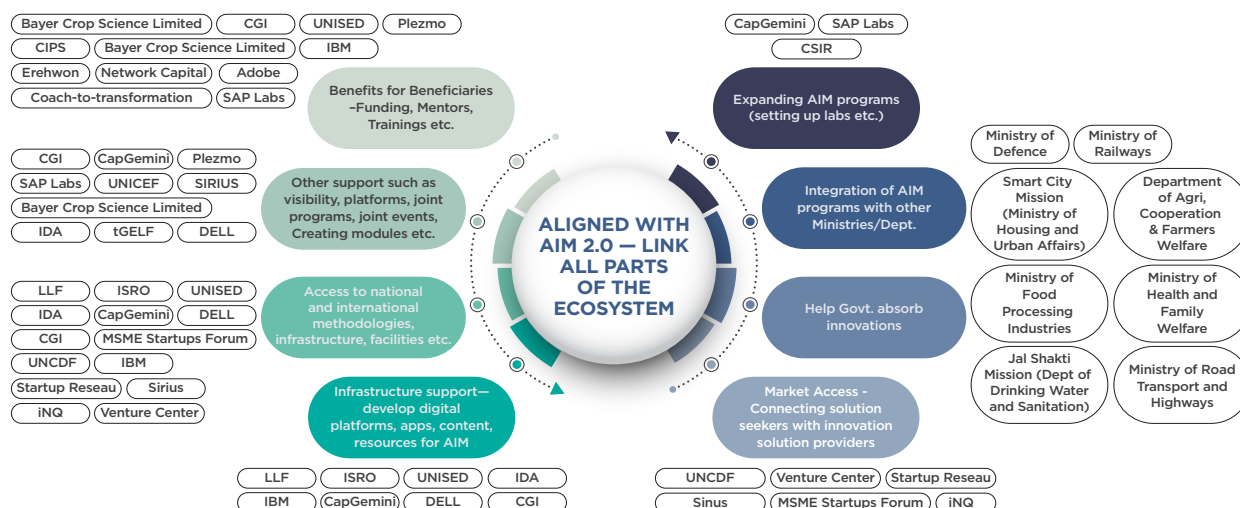 Bayer Crop Science Limited CGI UNISED Plezmo
CIPS Bayer Crop Science Limited IBM
Erehwon Network Capital Adobe
Coach-to-transformation SAP Labs
Benefits for Beneficiaries
–Funding, Mentors,
Trainings etc.
CGI CapGemini Plezmo
SAP Labs UNICEF SIRIUS
Bayer Crop Science Limited
IDA tGELF DELL
Other support such as
visibility, platforms, joint
programs, joint events,
Creating modules etc.
LLF ISRO UNISED
IDA CapGemini DELL
CGI MSME Startups Forum
UNCDF IBM
Startup Reseau Sirius
iNQ Venture Center
Access to national
and international
methodologies,
infrastructure, facilities etc.
Infrastructure support—
develop digital
platforms, apps, content,
resources for AIM
LLF ISRO UNISED IDA
IBM CapGemini DELL CGI
ALIGNED WITH
AIM 2.0 — LINK
ALL PARTS
OF THE
ECOSYSTEM
CapGemini SAP Labs
CSIR
Expanding AIM programs
(setting up labs etc.)
Integration of AIM
programs with other
Ministries/Dept.
Ministry of
Defence
Ministry of
Railways
Smart City
Mission
(Ministry of
Housing and
Urban Affairs)
Department
of Agri,
Cooperation
& Farmers
Welfare
Ministry of
Food
Processing
Industries
Ministry of
Health and
Family
Welfare
Jal Shakti
Mission (Dept of
Drinking Water
and Sanitation)
Ministry of Road
Transport and
Highways
Help Govt. absorb
innovations
Market Access -
Connecting solution
seekers with innovation
solution providers
UNCDF Venture Center Startup Reseau
Sinus MSME Startups Forum iNQ